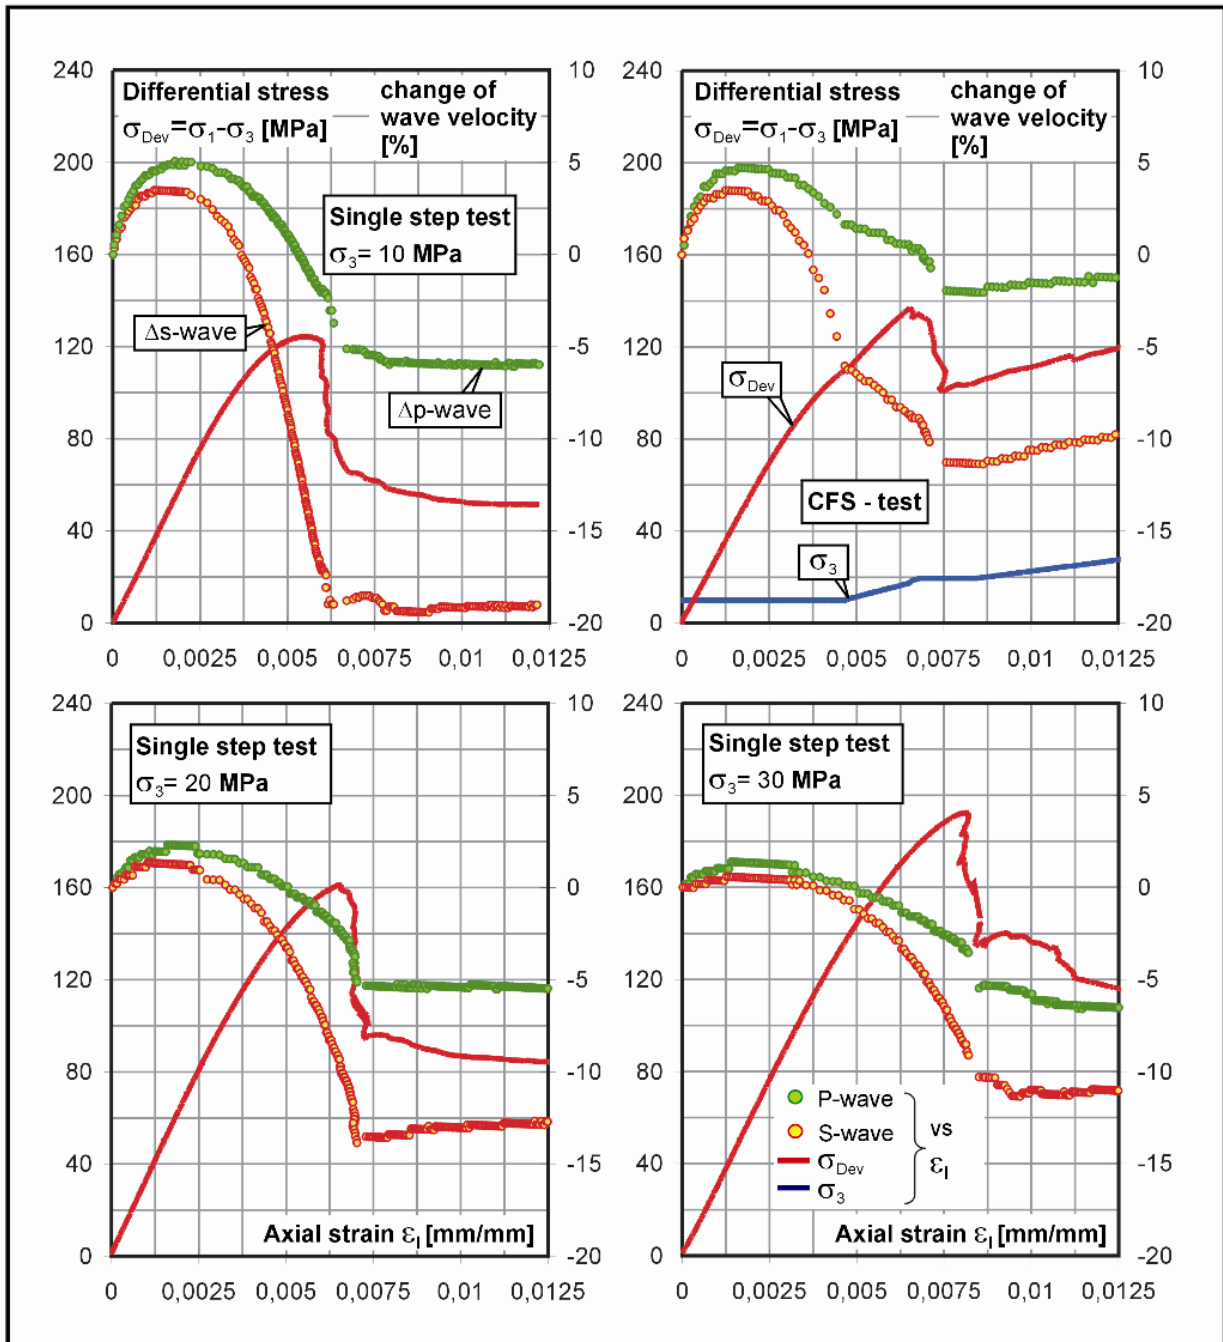 240
200
160
120
80
40
0
Differential stress
σDev=σ1-σ3 [MPa]
change of
wave velocity
[%]
10
5
0
-5
-10
-15
-20
Single step test
σ3= 10 MPa
Δs-wave
Δp-wave
0 0,0025 0,005 0,0075 0,01 0,0125
240
200
160
120
80
40
0
Differential stress
σDev=σ1-σ3 [MPa]
change of
wave velocity
[%]
10
5
0
-5
-10
-15
-20
σDev
CFS - test
σ3
0 0,0025 0,005 0,0075 0,01 0,0125
240
200
160
120
80
40
0
Single step test
σ3= 20 MPa
10
5
0
-5
-10
-15
-20
Axial strain εl [mm/mm]
0 0,0025 0,005 0,0075 0,01 0,0125
240
200
160
120
80
40
0
Single step test
σ3= 30 MPa
10
5
0
-5
-10
-15
-20
P-wave
S-wave
σDev
σ3
vs
εl
Axial strain εl [mm/mm]
0 0,0025 0,005 0,0075 0,01 0,0125